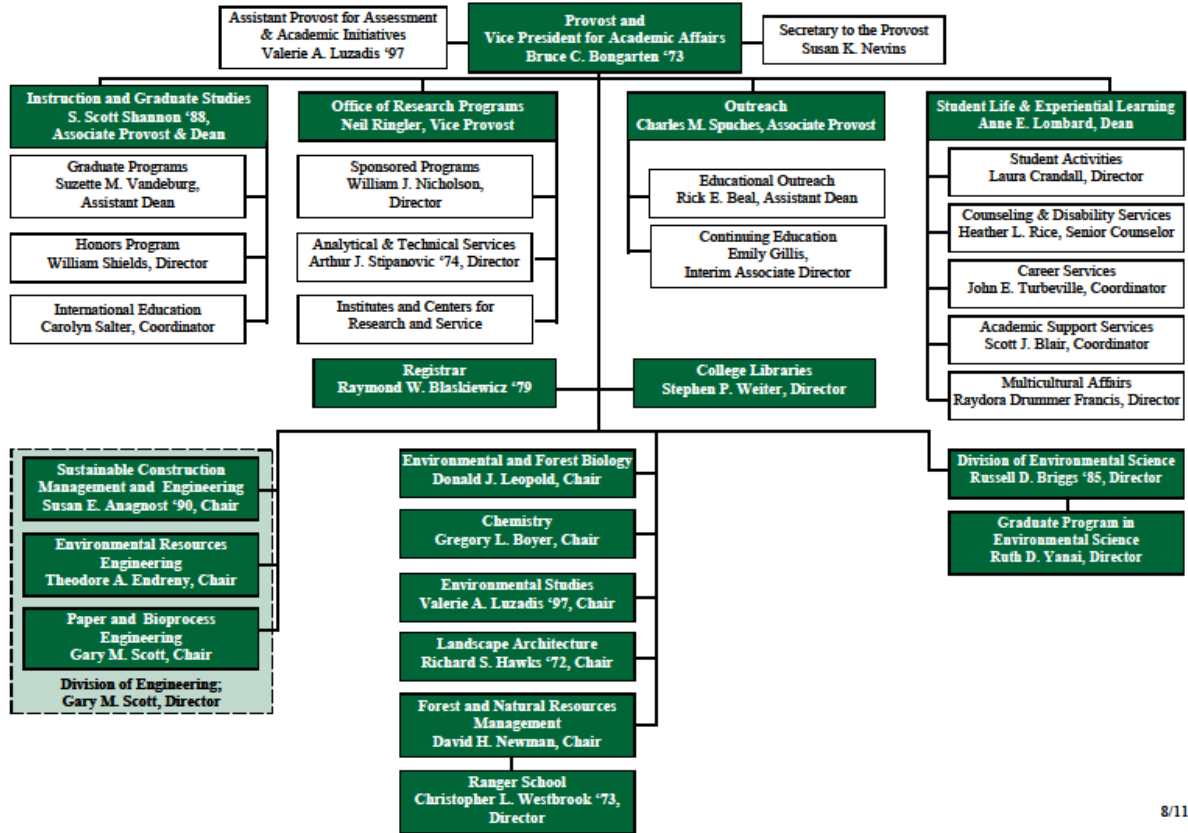 Assistant Provost for Assessment
& Academic Initiatives
Valerie A. Luzadis ‘97
Provost and
Vice President for Academic Affairs
Bruce C. Bongarten ‘73
Secretary to the Provost
Susan K. Nevins
Instruction and Graduate Studies
S. Scott Shannon ‘88,
Associate Provost & Dean
Graduate Programs
Suzette M. Vandeburg,
Assistant Dean
Honors Program
William Shields, Director
International Education
Carolyn Salter, Coordinator
Office of Research Programs
Neil Ringler, Vice Provost
Sponsored Programs
William J. Nicholson,
Director
Analytical & Technical Services
Arthur J. Stipanovic ‘74, Director
Institutes and Centers for
Research and Service
Outreach
Charles M. Spuches, Associate Provost
Educational Outreach
Rick E. Beal, Assistant Dean
Continuing Education
Emily Gillis,
Interim Associate Director
Student Life & Experiential Learning
Anne E. Lombard, Dean
Student Activities
Laura Crandall, Director
Counseling & Disability Services
Heather L. Rice, Senior Counselor
Career Services
John E. Turbeville, Coordinator
Academic Support Services
Scott J. Blair, Coordinator
Multicultural Affairs
Raydora Drummer Francis, Director
Registrar
Raymond W. Blaskiewicz ‘79
College Libraries
Stephen P. Weiter, Director
Sustainable Construction
Management and Engineering
Susan E. Anagnost ‘90, Chair
Environmental Resources
Engineering
Theodore A. Endreny, Chair
Paper and Bioprocess
Engineering
Gary M. Scott, Chair
Division of Engineering;
Gary M. Scott, Director
Environmental and Forest Biology
Donald J. Leopold, Chair
Chemistry
Gregory L. Boyer, Chair
Environmental Studies
Valerie A. Luzadis ‘97, Chair
Landscape Architecture
Richard S. Hawks ‘72, Chair
Forest and Natural Resources
Management
David H. Newman, Chair
Ranger School
Christopher L. Westbrook ‘73,
Director
Division of Environmental Science
Russell D. Briggs ‘85, Director
Graduate Program in
Environmental Science
Ruth D. Yanai, Director
8/11